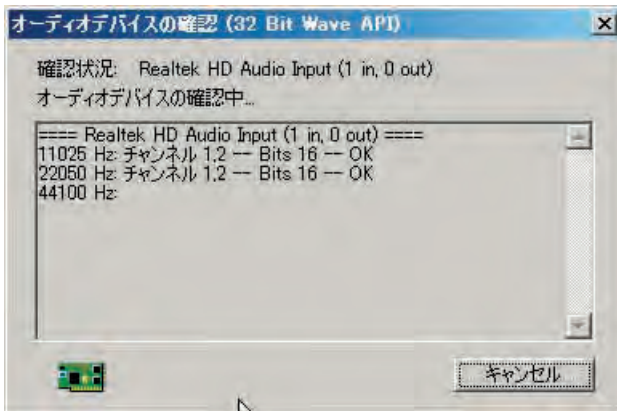 オーディオデバイスの確認 (32 Bit Wave API)
確認状況: Realtek HD Audio Input (1 in, 0 out)
オーディオデバイスの確認中...
==== Realtek HD Audio Input (1 in, 0 out) ====
11025 Hz: チャンネル 1,2 -- Bits 16 -- OK
22050 Hz: チャンネル 1,2 -- Bits 16 -- OK
44100 Hz:
キャンセル